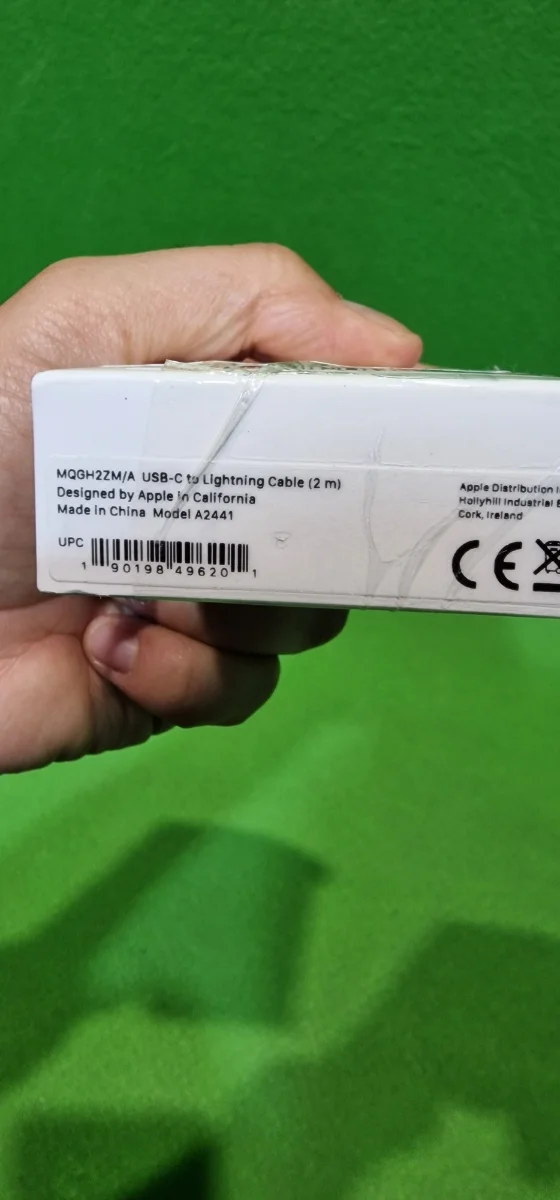 MQGH2ZM/A USB-C to Lightning Cable (2 m)
Designed by Apple in California
Made in China Model A2441
UPC
1 90198 49620 1
Apple Distribution
Hollyhill Industrial
Cork, Ireland
CE